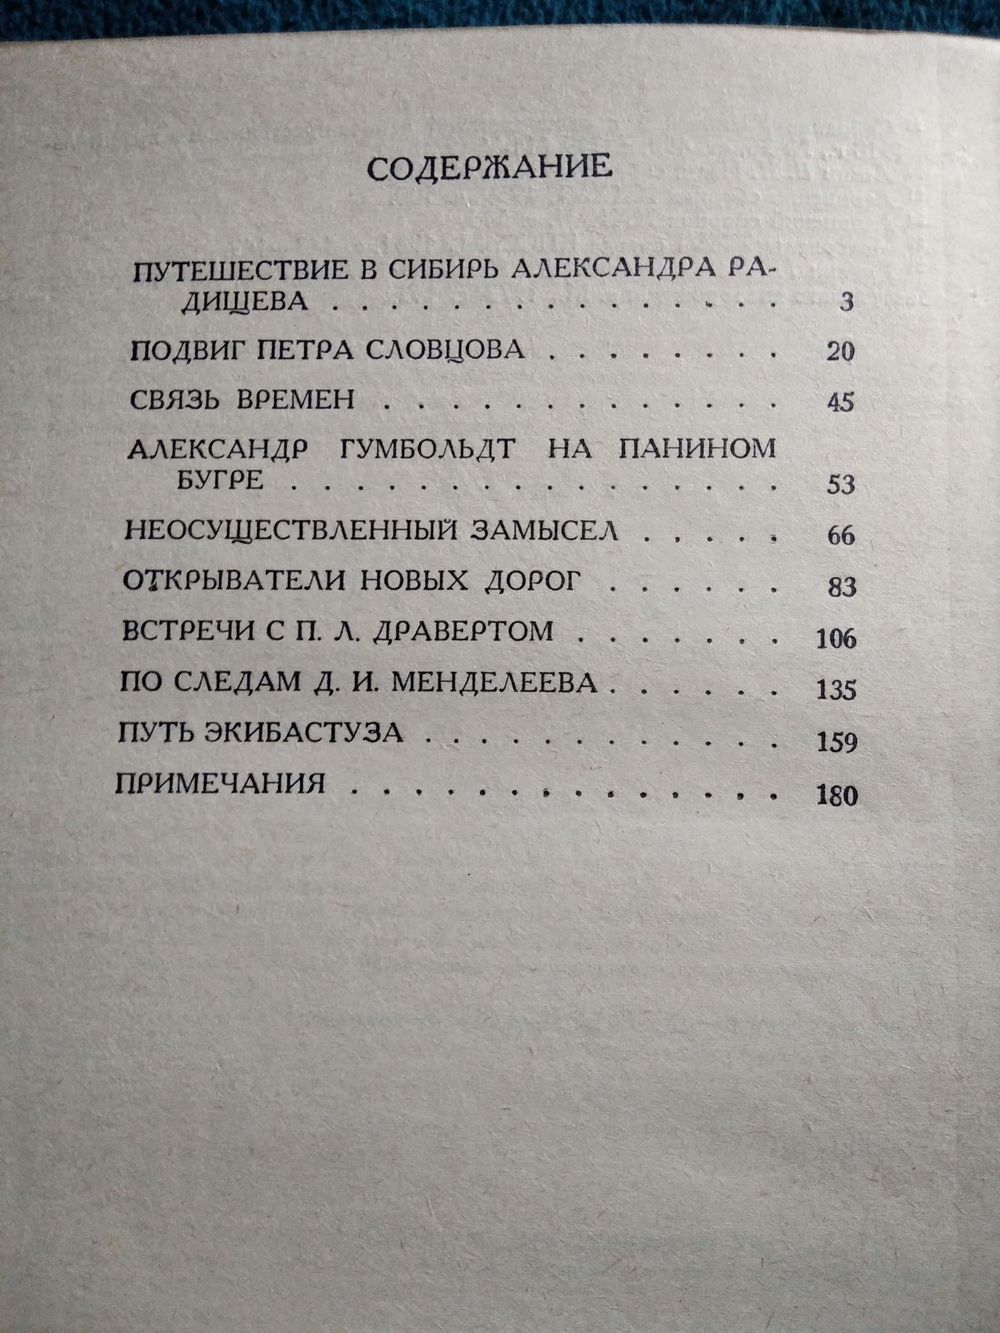 СОДЕРЖАНИЕ
ПУТЕШЕСТВИЕ В СИБИРЬ АЛЕКСАНДРА РА-
ДИЩЕВА . . . . . . . . . . . . . . . 3
ПОДВИГ ПЕТРА СЛОВЦОВА . . . . . . . . 20
СВЯЗЬ ВРЕМЕН . . . . . . . . . . . . . 45
АЛЕКСАНДР ГУМБОЛЬДТ НА ПАНИНОМ
БУГРЕ . . . . . . . . . . . . . . . . 53
НЕОСУЩЕСТВЛЕННЫЙ ЗАМЫСЕЛ . . . . . 66
ОТКРЫВАТЕЛИ НОВЫХ ДОРОГ . . . . . . 83
ВСТРЕЧИ С П. Л. ДРАВЕРТОМ . . . . . . . 106
ПО СЛЕДАМ Д. И. МЕНДЕЛЕЕВА . . . . . . 135
ПУТЬ ЭКИБАСТУЗА . . . . . . . . . . . . 159
ПРИМЕЧАНИЯ . . . . . . . . . . . . . . 180